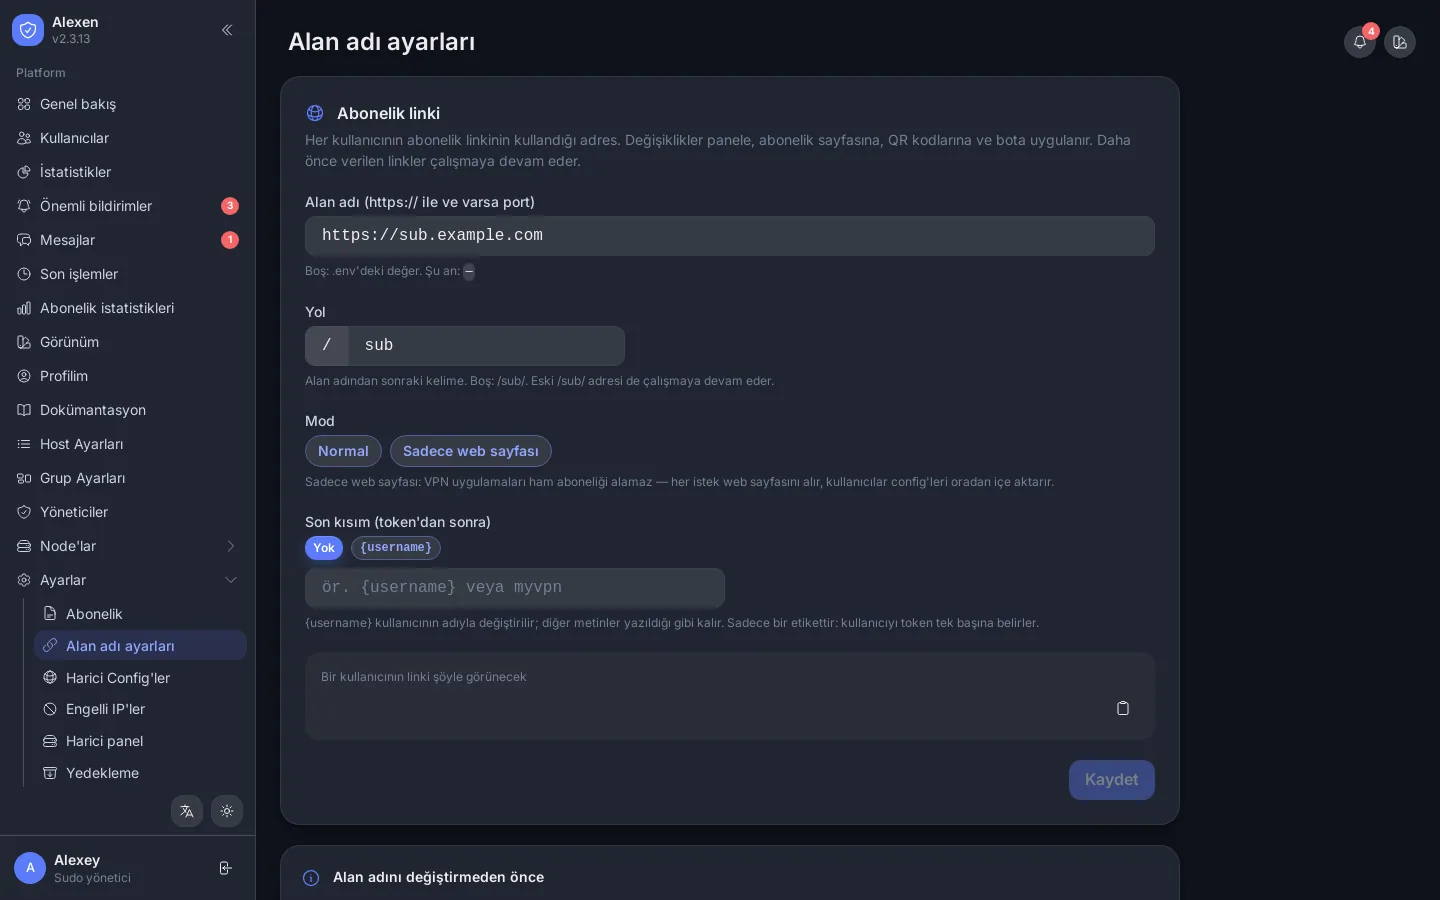 Alexen
v2.3.13
Platform
Genel bakış
Kullanıcılar
İstatistikler
Önemli bildirimler 3
Mesajlar 1
Son işlemler
Abonelik istatistikleri
Görünüm
Profilim
Dokümantasyon
Host Ayarları
Grup Ayarları
Yöneticiler
Node'lar
Ayarlar
Abonelik
Alan adı ayarları
Harici Config'ler
Engelli IP'ler
Harici panel
Yedekleme
A
Alexey
Sudo yönetici
Alan adı ayarları
4
Abonelik linki
Her kullanıcının abonelik linkinin kullandığı adres. Değişiklikler panele, abonelik sayfasına, QR kodlarına ve bota uygulanır. Daha
önce verilen linkler çalışmaya devam eder.
Alan adı (https:// ile ve varsa port)
https://sub.example.com
Boş: .env'deki değer. Şu an: —
Yol
/ sub
Alan adından sonraki kelime. Boş: /sub/. Eski /sub/ adresi de çalışmaya devam eder.
Mod
Normal Sadece web sayfası
Sadece web sayfası: VPN uygulamaları ham aboneliği alamaz — her istek web sayfasını alır, kullanıcılar config'leri oradan içe aktarır.
Son kısım (token'dan sonra)
Yok {username}
ör. {username} veya myvpn
{username} kullanıcının adıyla değiştirilir; diğer metinler yazıldığı gibi kalır. Sadece bir etikettir: kullanıcıyı token tek başına belirler.
Bir kullanıcının linki şöyle görünecek
Kaydet
Alan adını değiştirmeden önce